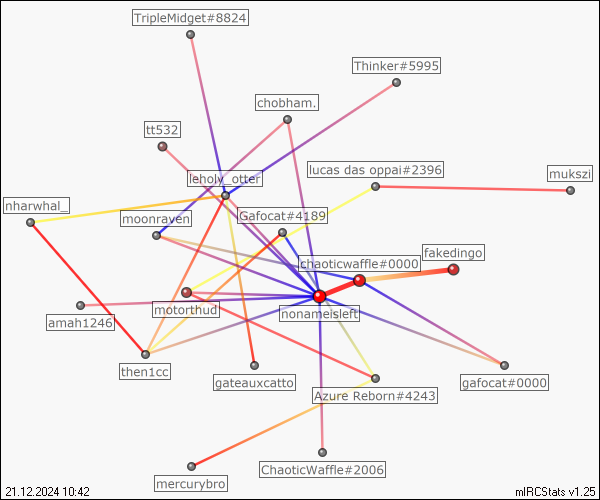 TripleMidget#8824
Thinker#5995
chobham.
tt532
leholy_otter
lucas das oppai#2396
mukszi
nharwhal_
moonraven
Gafocat#4189
chaoticwaffle#0000
fakedingo
motorthud
nonameisleft
amah1246
then1cc
gateauxcatto
Azure Reborn#4243
gafocat#0000
mercurybro
ChaoticWaffle#2006
21.12.2024 10:42
mIRCStats v1.25